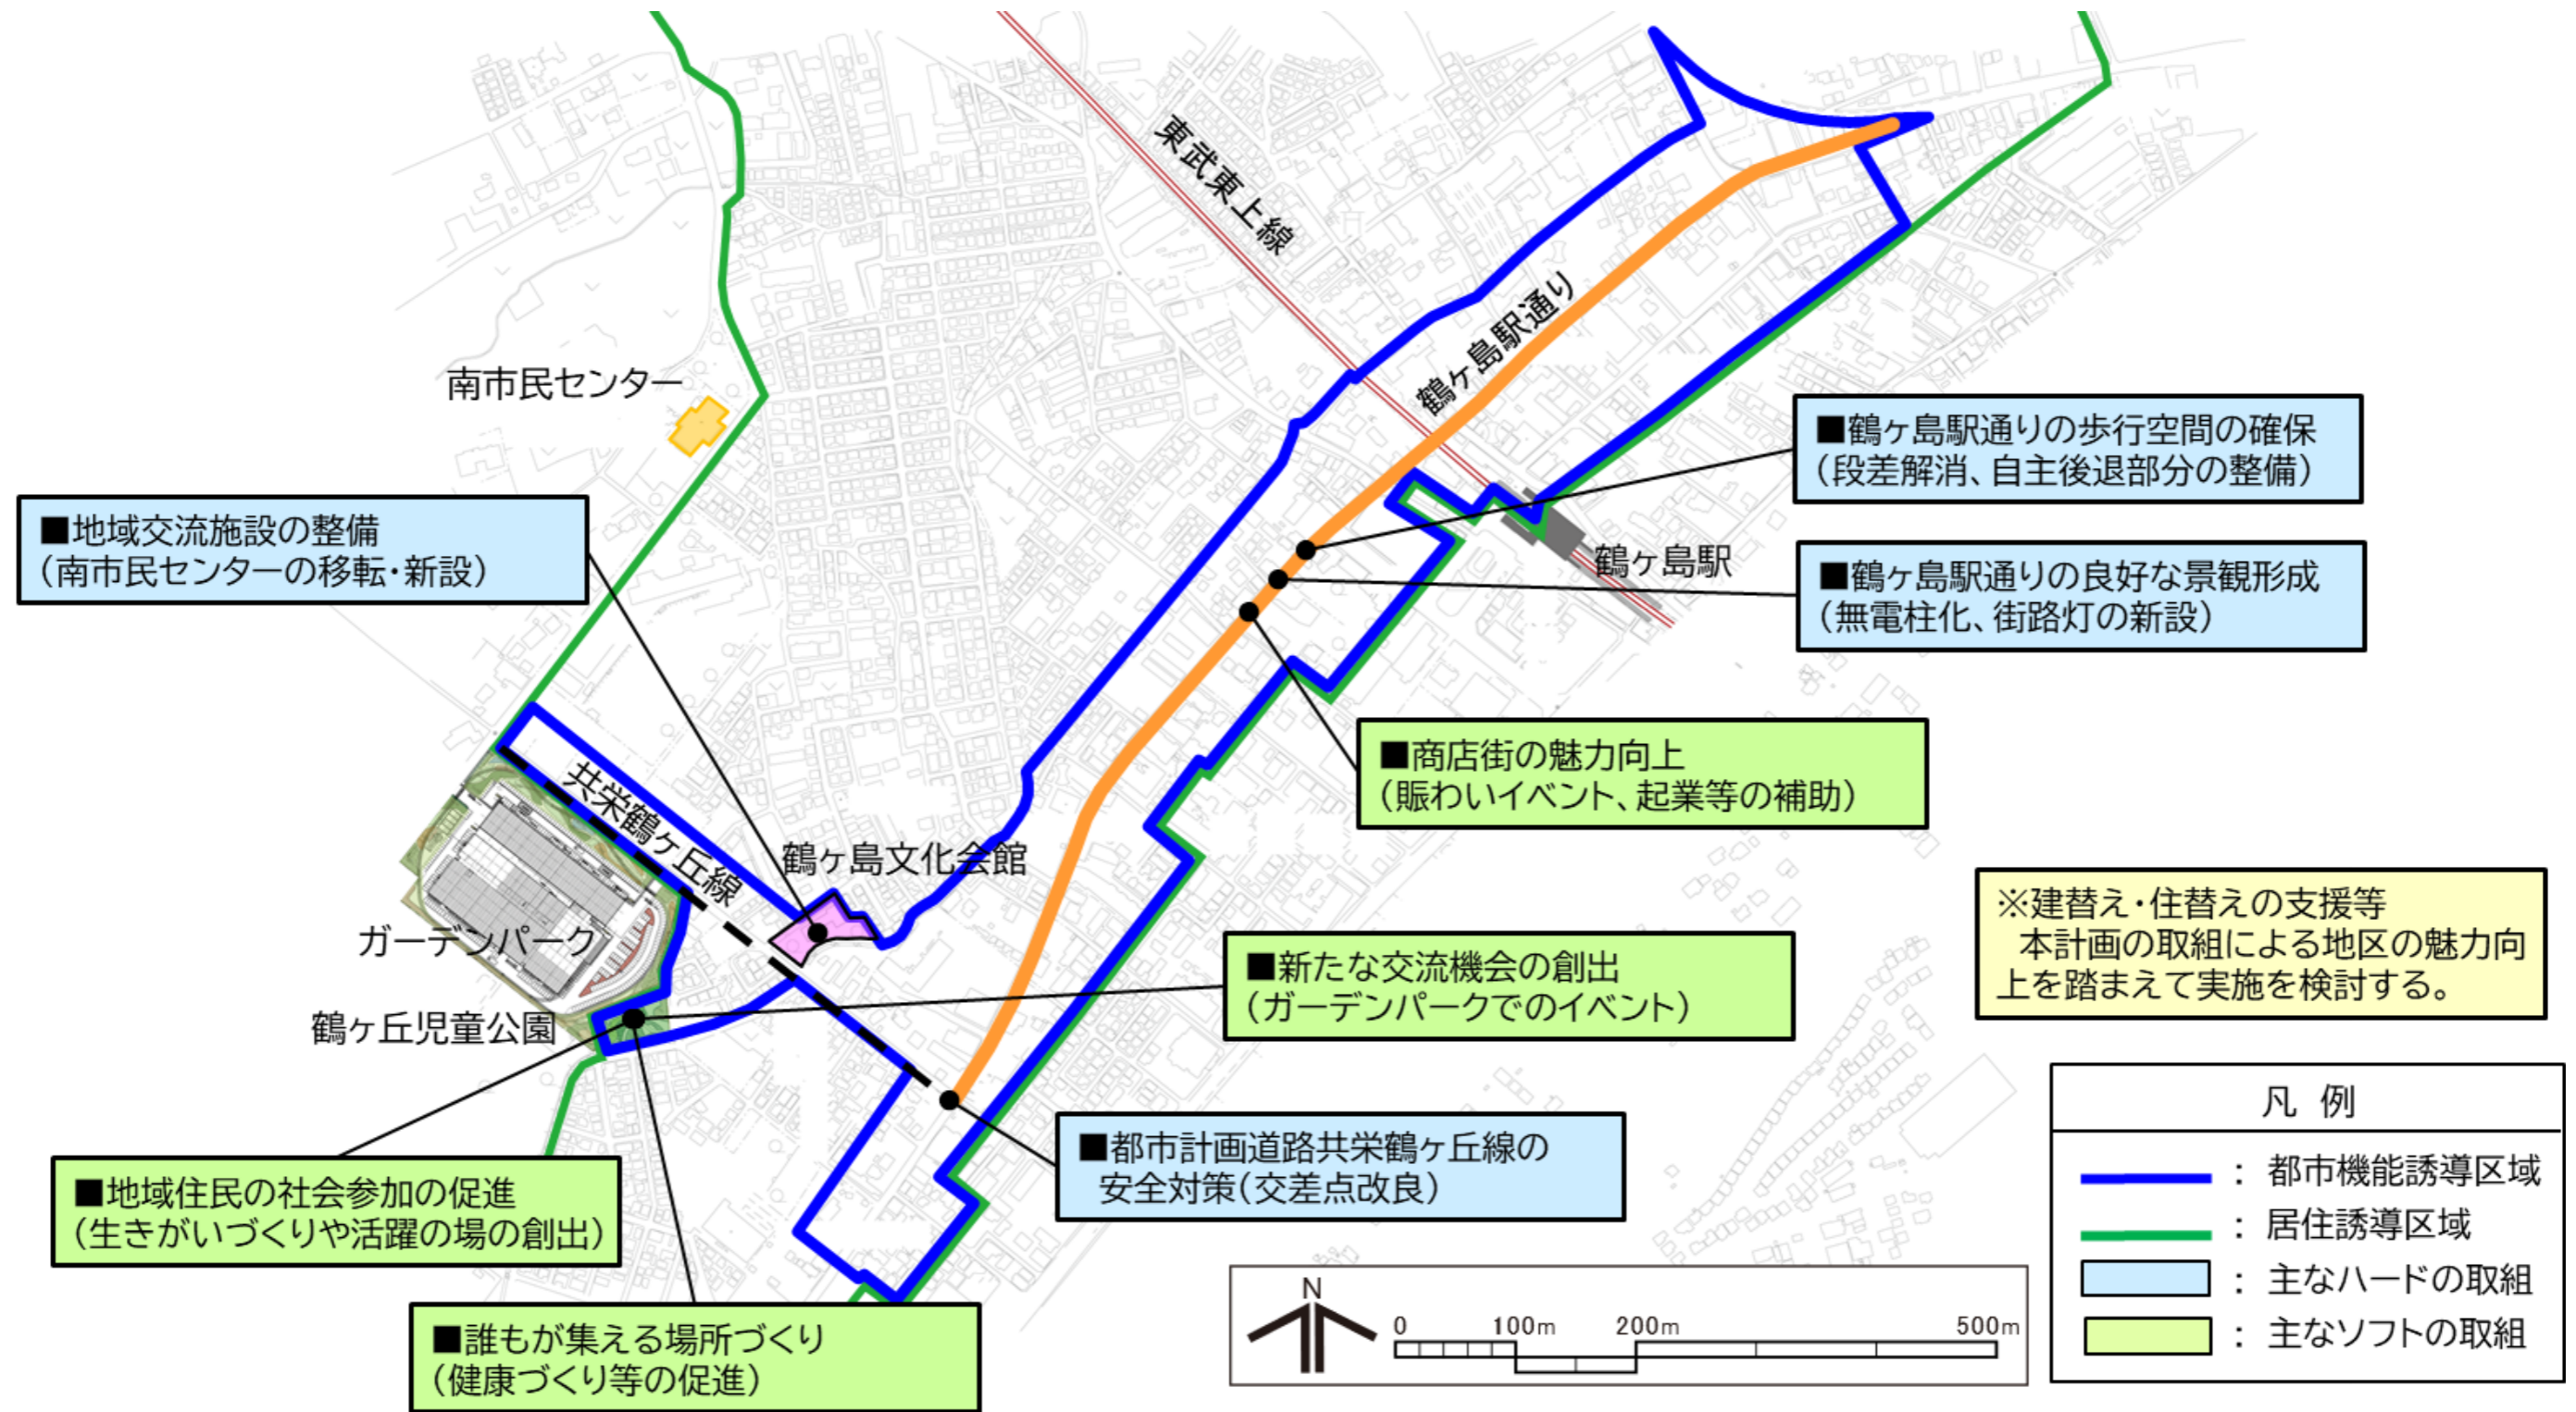 東武東上線
鶴ヶ島駅通り
南市民センター
■鶴ヶ島駅通りの歩行空間の確保
（段差解消、自主後退部分の整備）
■地域交流施設の整備
（南市民センターの移転・新設）
鶴ヶ島駅
■鶴ヶ島駅通りの良好な景観形成
（無電柱化、街路灯の新設）
■商店街の魅力向上
（賑わいイベント、起業等の補助）
共栄鶴ヶ丘線
鶴ヶ島文化会館
ガーデンパーク
※建替え・住替えの支援等
本計画の取組による地区の魅力向
上を踏まえて実施を検討する。
■新たな交流機会の創出
（ガーデンパークでのイベント）
鶴ヶ丘児童公園
■都市計画道路共栄鶴ヶ丘線の
安全対策（交差点改良）
■地域住民の社会参加の促進
（生きがいづくりや活躍の場の創出）
■誰もが集える場所づくり
（健康づくり等の促進）
N
0 100m 200m 500m
凡 例
： 都市機能誘導区域
： 居住誘導区域
： 主なハードの取組
： 主なソフトの取組